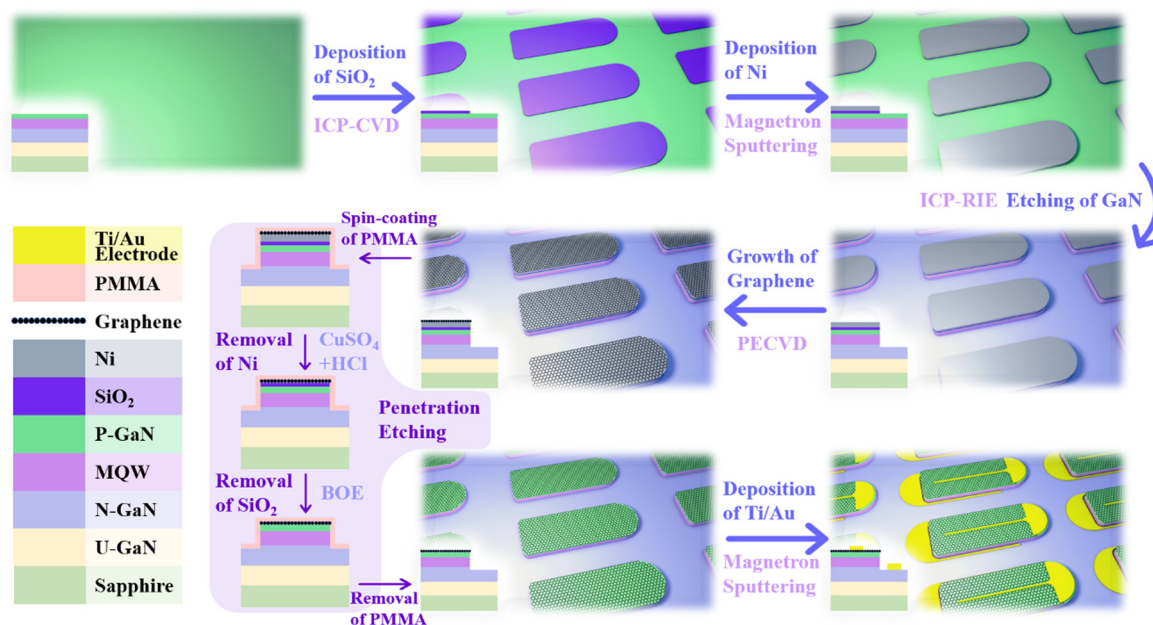 Deposition
of SiO₂
ICP-CVD
Deposition
of Ni
Magnetron
Sputtering
ICP-RIE Etching of GaN
Growth of
Graphene
PECVD
Spin-coating
of PMMA
Removal
of Ni
CuSO₄
+HCl
Penetration
Etching
Removal
of SiO₂
BOE
Removal
of PMMA
Deposition
of Ti/Au
Magnetron
Sputtering
Ti/Au
Electrode
PMMA
Graphene
Ni
SiO₂
P-GaN
MQW
N-GaN
U-GaN
Sapphire